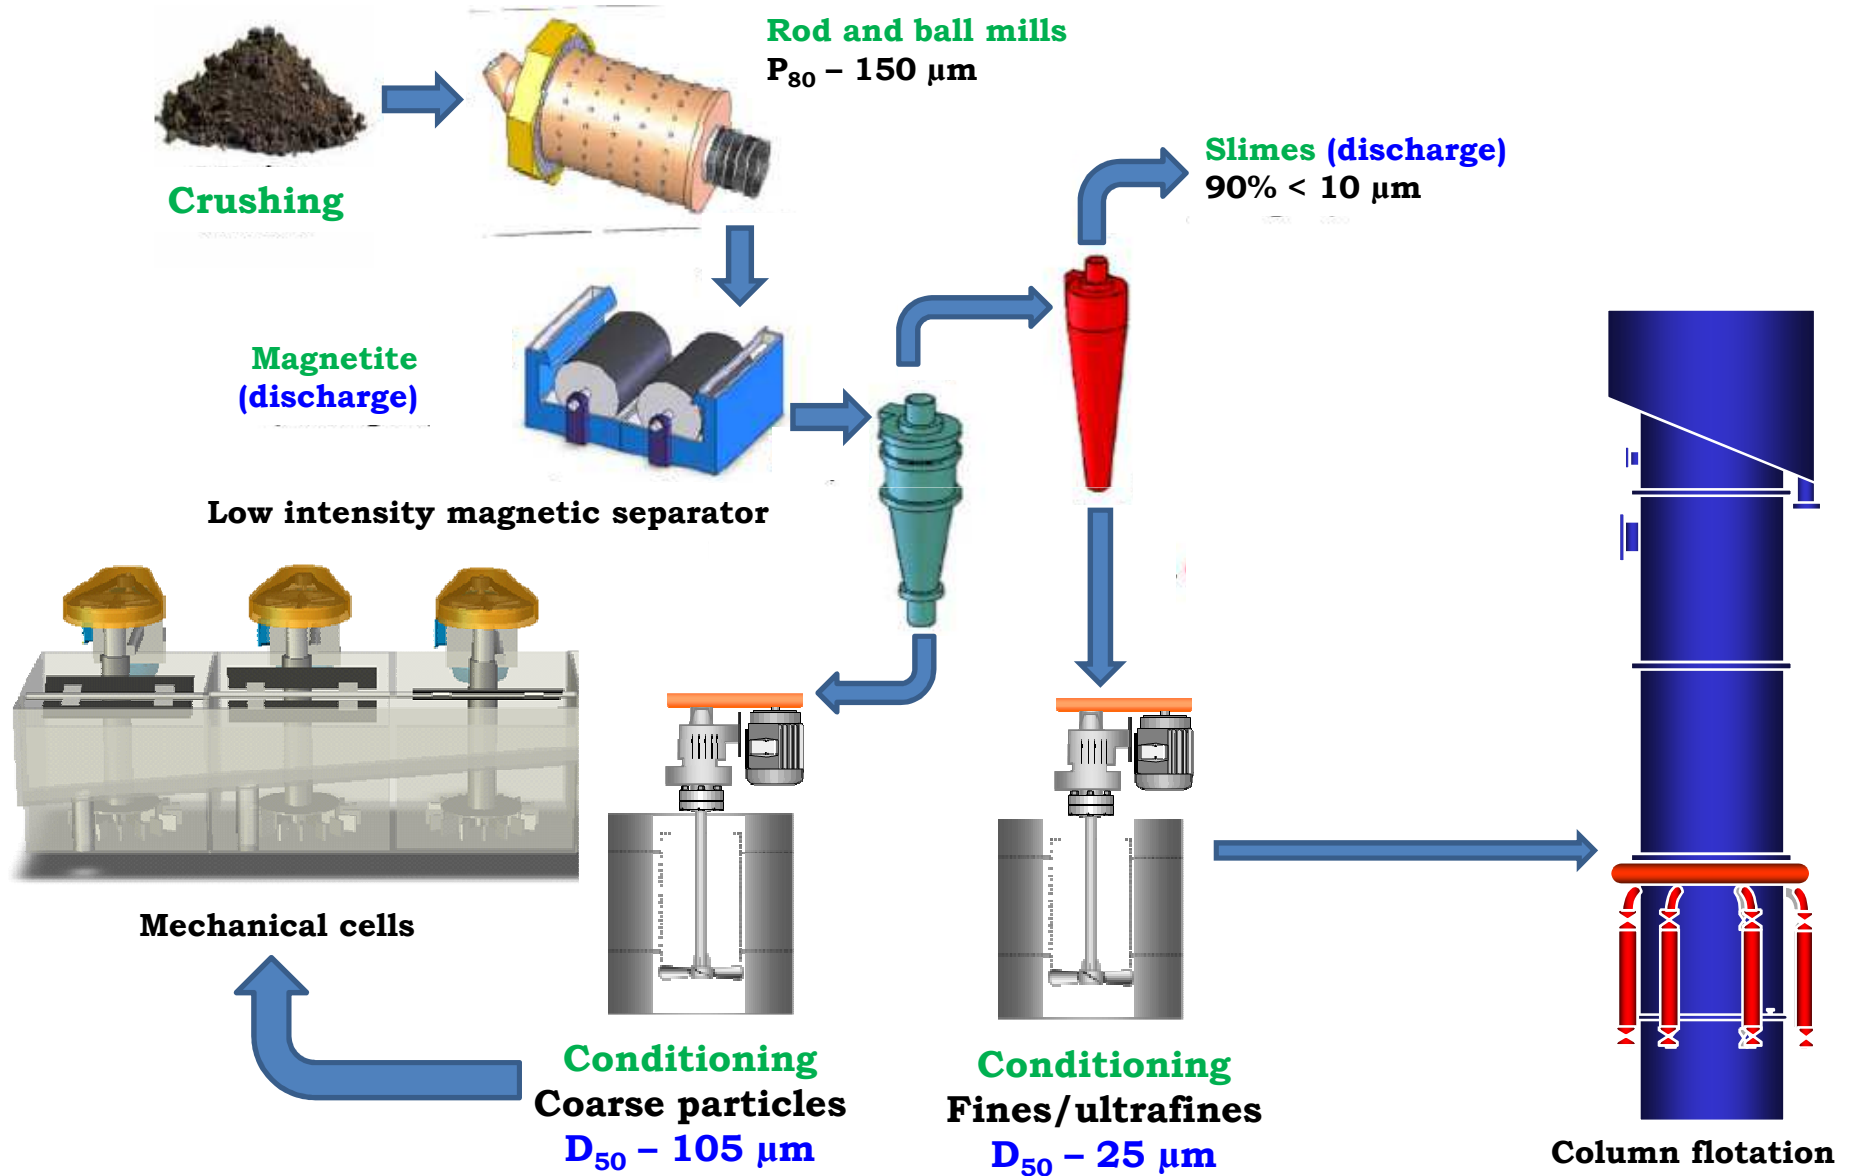 Rod and ball mills
P₈₀ – 150 µm
Crushing
Slimes (discharge)
90% < 10 µm
Magnetite
(discharge)
Low intensity magnetic separator
Mechanical cells
Conditioning
Coarse particles
D₅₀ – 105 µm
Conditioning
Fines/ultrafines
D₅₀ – 25 µm
Column flotation